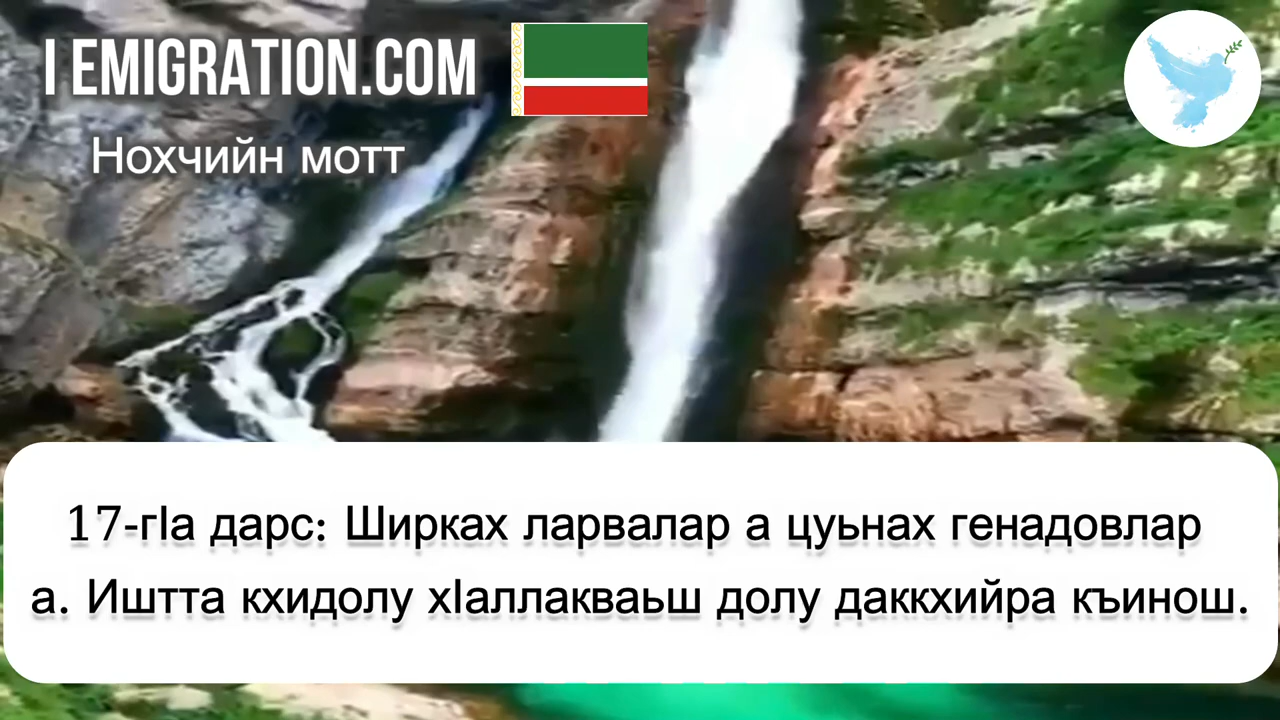 I EMIGRATION.COM
Нохчийн мотт
17-гӀа дарс: Ширках ларвалар а цуьнах генадовлар
а. Иштта кхидолу хӀаллакваьш долу даккхийра къинош.